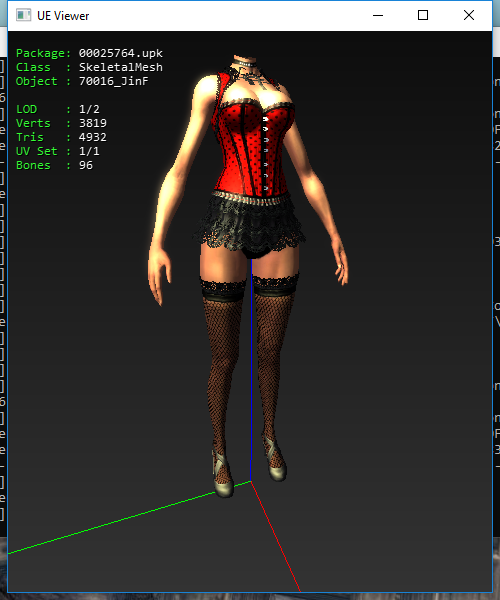 UE Viewer
Package: 00025764.upk
Class : SkeletalMesh
Object : 70016_JinF
LOD : 1/2
Verts : 3819
Tris : 4932
UV Set : 1/1
Bones : 96